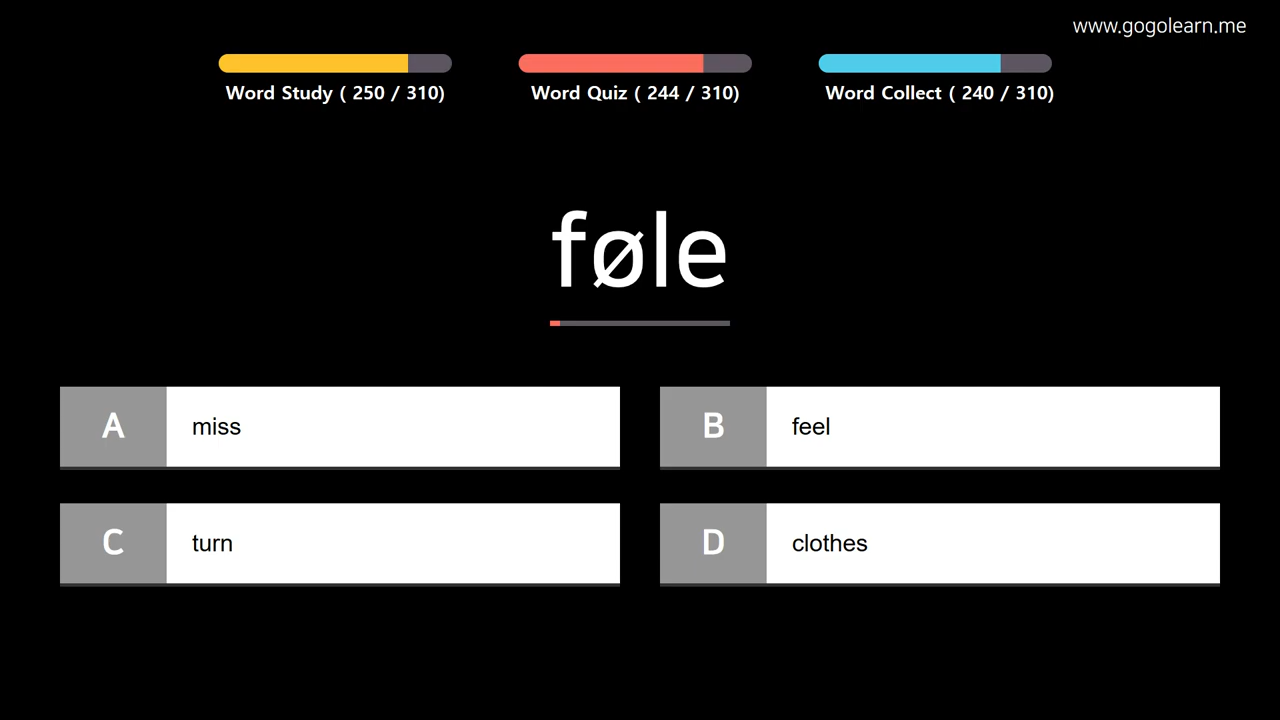 www.gogolearn.me
Word Study ( 250 / 310)
Word Quiz ( 244 / 310)
Word Collect ( 240 / 310)
føle
A miss
B feel
C turn
D clothes